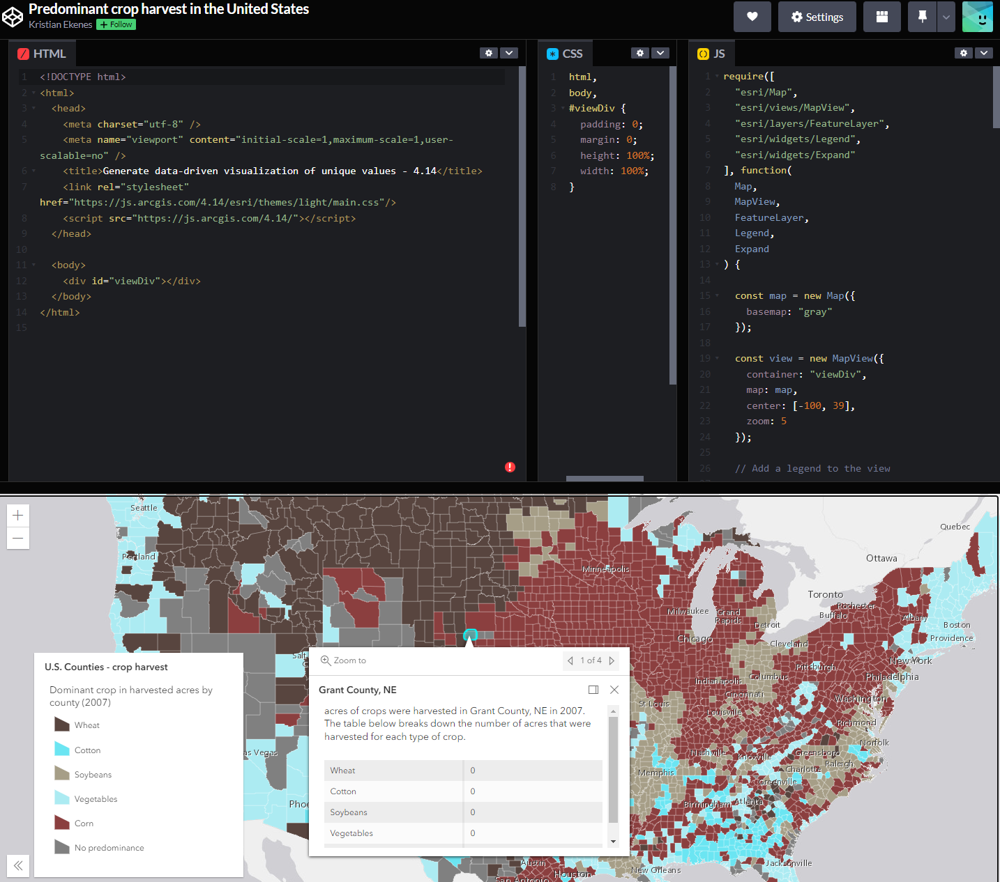 Predominant crop harvest in the United States
Kristian Ekenes + Follow
Settings
HTML
1 <!DOCTYPE html>
2 <html>
3 <head>
4 <meta charset="utf-8" />
5 <meta name="viewport" content="initial-scale=1,maximum-scale=1,user-
scalable=no" />
6 <title>Generate data-driven visualization of unique values - 4.14</title>
7 <link rel="stylesheet"
href="https://js.arcgis.com/4.14/esri/themes/light/main.css"/>
8 <script src="https://js.arcgis.com/4.14/"></script>
9 </head>
10
11 <body>
12 <div id="viewDiv"></div>
13 </body>
14 </html>
15
CSS
1 html,
2 body,
3 #viewDiv {
4 padding: 0;
5 margin: 0;
6 height: 100%;
7 width: 100%;
8 }
JS
1 require([
2 "esri/Map",
3 "esri/views/MapView",
4 "esri/layers/FeatureLayer",
5 "esri/widgets/Legend",
6 "esri/widgets/Expand"
7 ], function(
8 Map,
9 MapView,
10 FeatureLayer,
11 Legend,
12 Expand
13 ) {
14
15 const map = new Map({
16 basemap: "gray"
17 });
18
19 const view = new MapView({
20 container: "viewDiv",
21 map: map,
22 center: [-100, 39],
23 zoom: 5
24 });
25
26 // Add a legend to the view
Seattle
Quebec
Portland
Ottawa
Minneapolis
Toronto
Rochester
Milwaukee
Grand
Rapids
Buffalo
Albany
Detroit
Boston
Chicago
Cleveland
Providence
New York
Pittsburgh
Philadelphia
Indianapolis
Columbus
Cincinnati
Washington
St Louis
Louisville
Richmond
Norfolk
Nashville
Knoxville
Greensboro
Raleigh
Memphis
Charlotte
Greenville
Birmingham
Atlanta
Jacksonville
New Orleans
Austin
Houston
San Antonio
Salt
as Vegas
Phoe
U.S. Counties - crop harvest
Dominant crop in harvested acres by
county (2007)
Wheat
Cotton
Soybeans
Vegetables
Corn
No predominance
Zoom to
1 of 4
Grant County, NE
acres of crops were harvested in Grant County, NE in 2007.
The table below breaks down the number of acres that were
harvested for each type of crop.
Wheat 0
Cotton 0
Soybeans 0
Vegetables 0